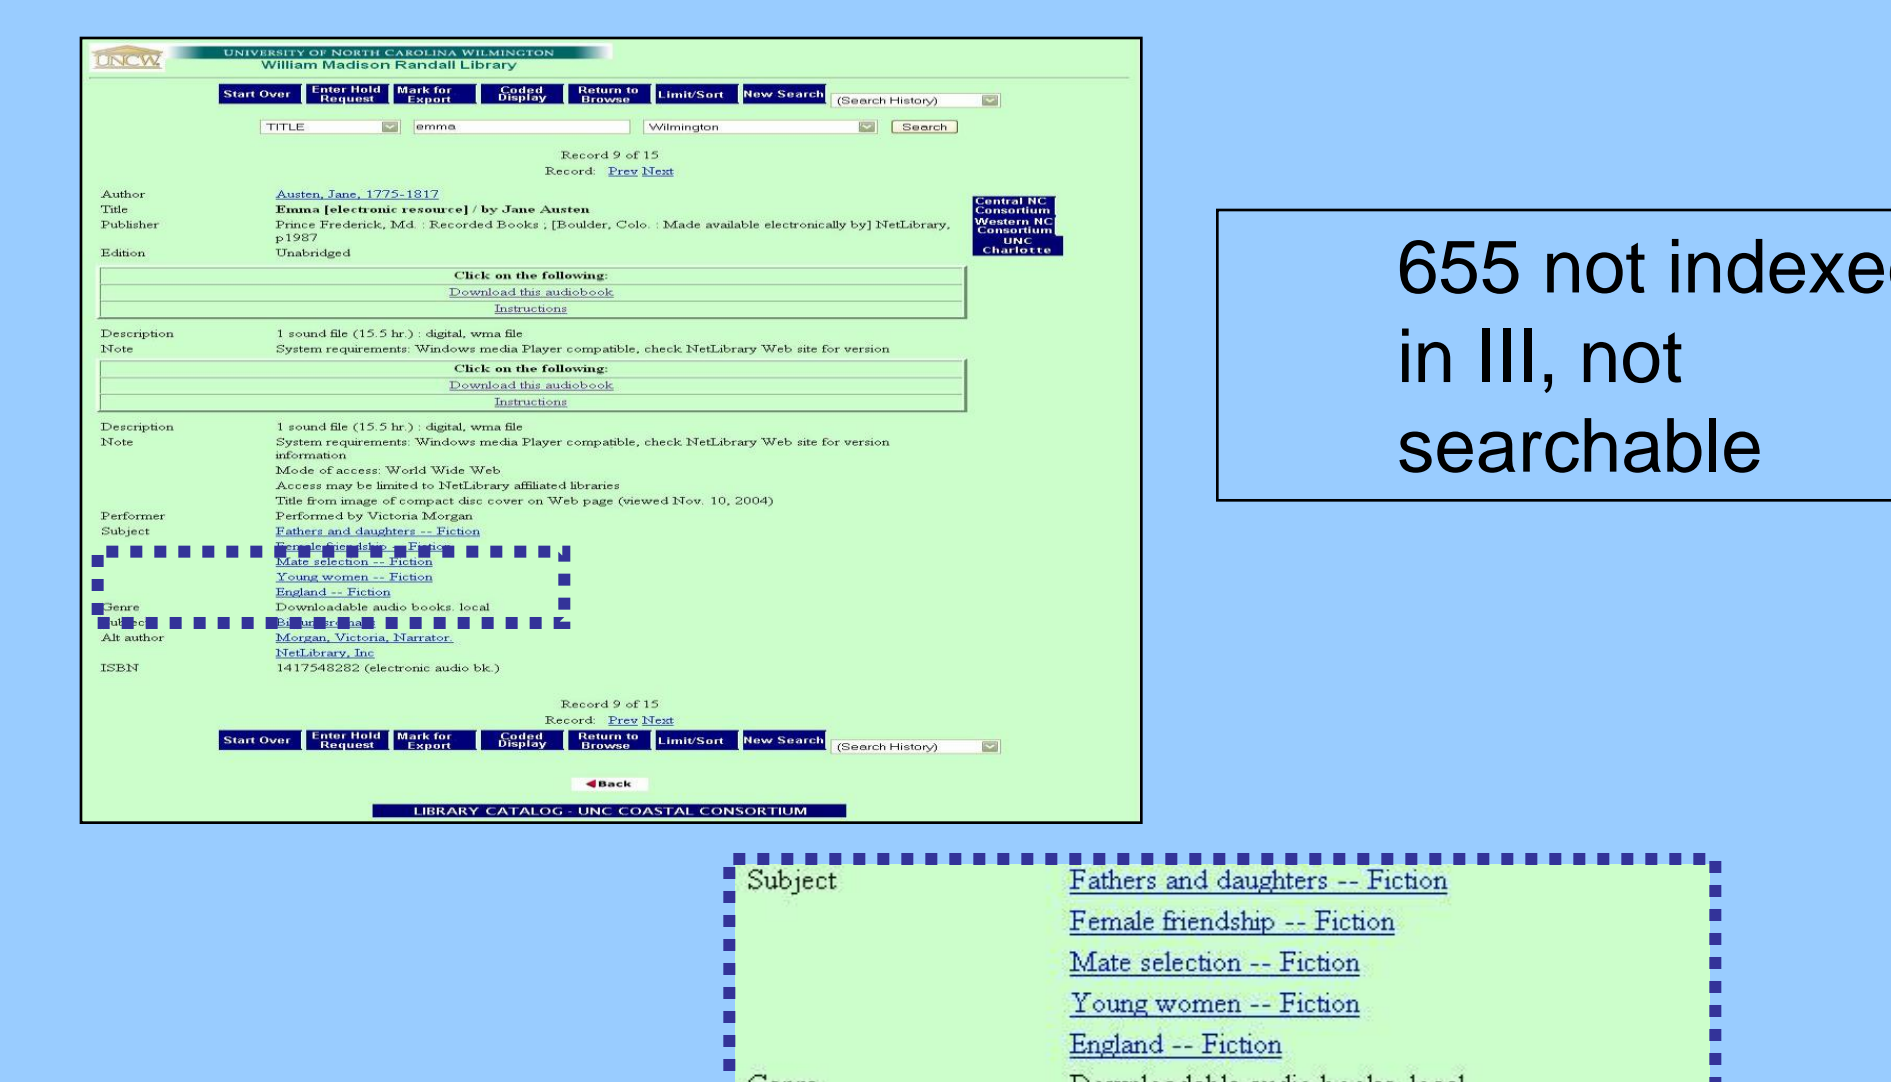 UNCW
UNIVERSITY OF NORTH CAROLINA WILMINGTON
William Madison Randall Library
Start Over Enter Hold Request Mark for Export Coded Display Return to Browse Limit/Sort New Search (Search History)
TITLE emma Wilmington Search
Record 9 of 15
Record: Prev Next
Author Austen, Jane, 1775-1817
Title Emma [electronic resource] / by Jane Austen
Publisher Prince Frederick, Md. : Recorded Books ; [Boulder, Colo. : Made available electronically by] NetLibrary,
p1987
Edition Unabridged
Central NC
Consortium
Western NC
Consortium
UNC
Charlotte
Click on the following:
Download this audiobook
Instructions
Description 1 sound file (15.5 hr.) : digital, wma file
Note System requirements: Windows media Player compatible, check NetLibrary Web site for version
Click on the following:
Download this audiobook
Instructions
Description 1 sound file (15.5 hr.) : digital, wma file
Note System requirements: Windows media Player compatible, check NetLibrary Web site for version
information
Mode of access: World Wide Web
Access may be limited to NetLibrary affiliated libraries
Title from image of compact disc cover on Web page (viewed Nov. 10, 2004)
Performer Performed by Victoria Morgan
Subject Fathers and daughters -- Fiction
Female friendship -- Fiction
Mate selection -- Fiction
Young women -- Fiction
England -- Fiction
Genre Downloadable audio books. local
Subject
Alt author Morgan, Victoria, Narrator.
NetLibrary, Inc
ISBN 1417548282 (electronic audio bk.)
Record 9 of 15
Record: Prev Next
Start Over Enter Hold Request Mark for Export Coded Display Return to Browse Limit/Sort New Search (Search History)
Back
LIBRARY CATALOG - UNC COASTAL CONSORTIUM
655 not indexe
in III, not
searchable
Subject Fathers and daughters -- Fiction
Female friendship -- Fiction
Mate selection -- Fiction
Young women -- Fiction
England -- Fiction
Genre Downloadable audio books. local